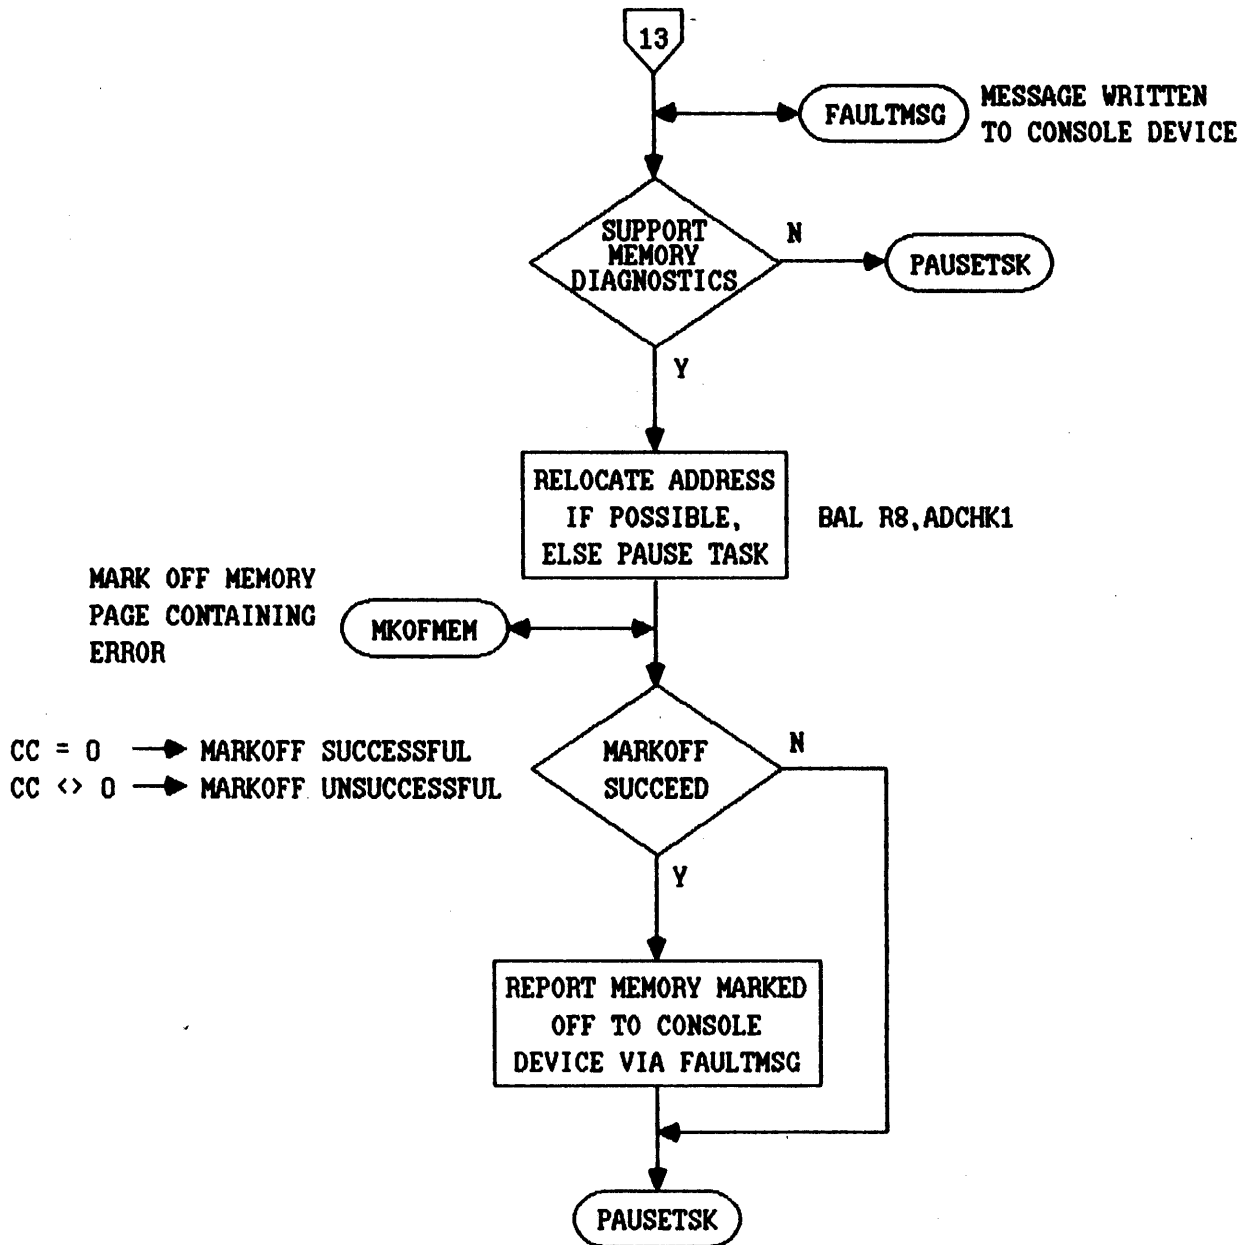 13
FAULTMSG
MESSAGE WRITTEN
TO CONSOLE DEVICE
SUPPORT
MEMORY
DIAGNOSTICS
N
PAUSETSK
Y
RELOCATE ADDRESS
IF POSSIBLE,
ELSE PAUSE TASK
BAL R8,ADCHK1
MARK OFF MEMORY
PAGE CONTAINING
ERROR
MKOFMEM
CC = 0 → MARKOFF SUCCESSFUL
CC <> 0 → MARKOFF UNSUCCESSFUL
MARKOFF
SUCCEED
N
Y
REPORT MEMORY MARKED
OFF TO CONSOLE
DEVICE VIA FAULTMSG
PAUSETSK